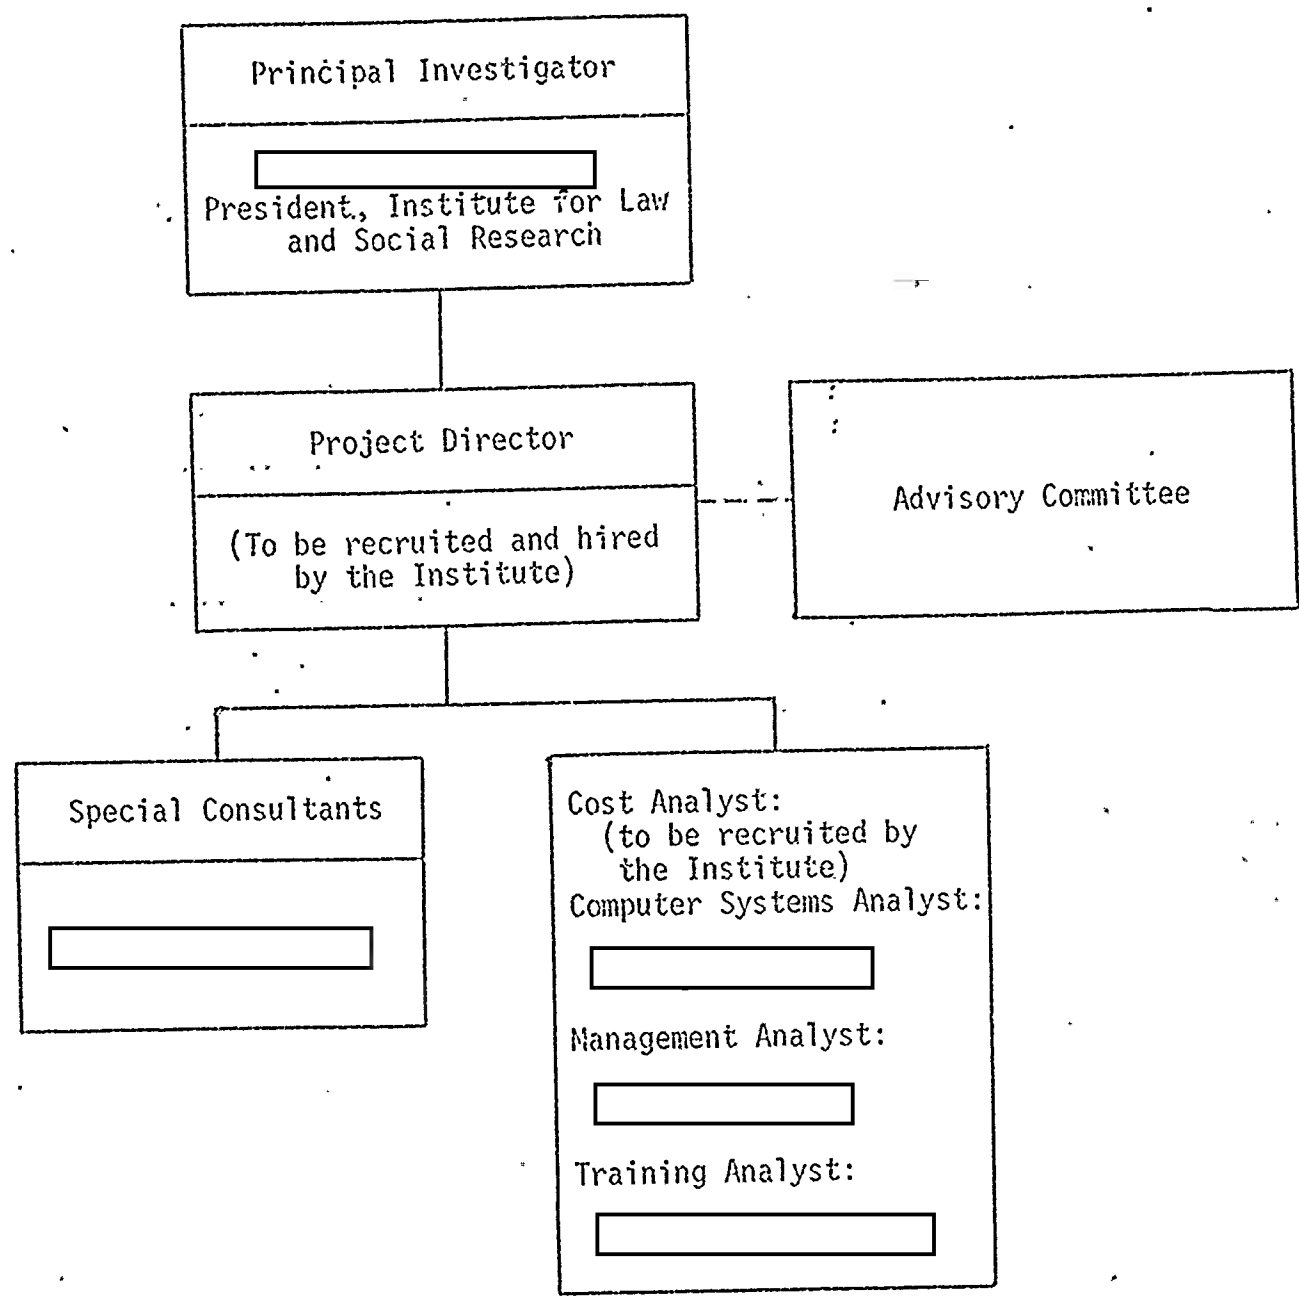 Principal Investigator
President, Institute for Law
and Social Research
Project Director
(To be recruited and hired
by the Institute)
Advisory Committee
Special Consultants
Cost Analyst:
(to be recruited by
the Institute)
Computer Systems Analyst:
Management Analyst:
Training Analyst: